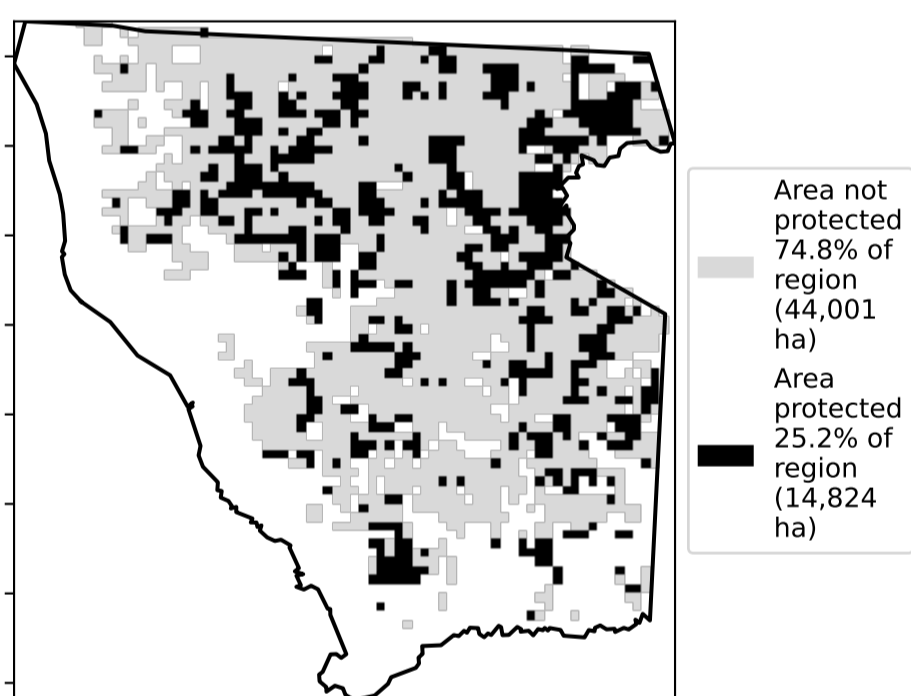 Area not
protected
74.8% of
region
(44,001
ha)
Area
protected
25.2% of
region
(14,824
ha)